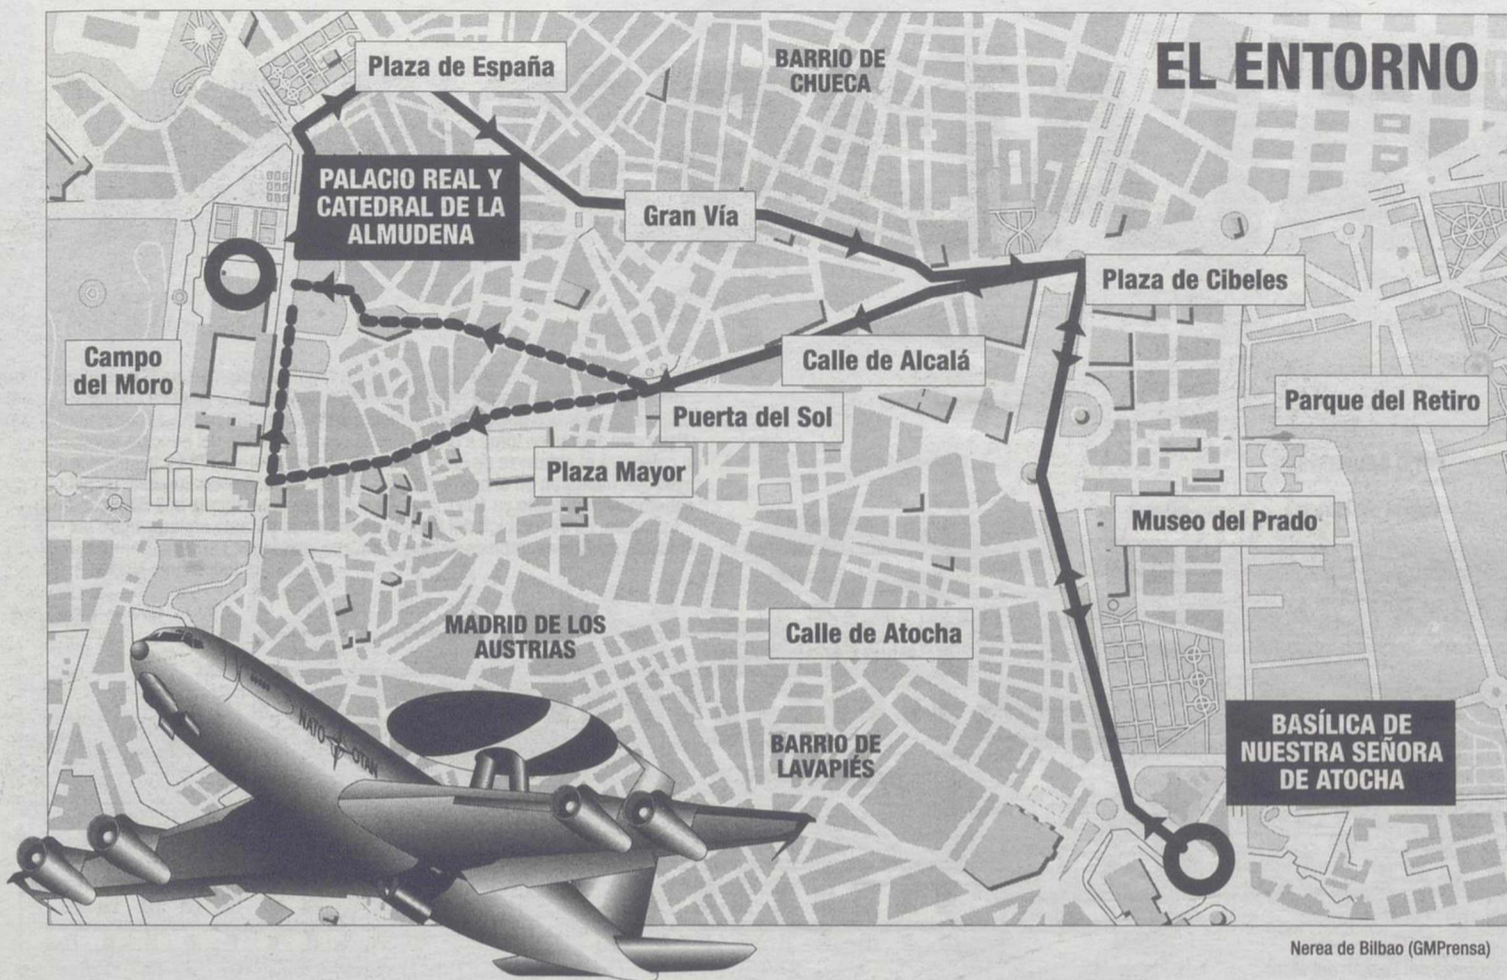 EL ENTORNO
Plaza de España
BARRIO DE
CHUECA
PALACIO REAL Y
CATEDRAL DE LA
ALMUDENA
Gran Vía
Plaza de Cibeles
Campo
del Moro
Calle de Alcalá
Parque del Retiro
Puerta del Sol
Plaza Mayor
Museo del Prado
MADRID DE LOS
AUSTRIAS
Calle de Atocha
NATO OTAN
BARRIO DE
LAVAPIÉS
BASÍLICA DE
NUESTRA SEÑORA
DE ATOCHA
Nerea de Bilbao (GMPrensa)